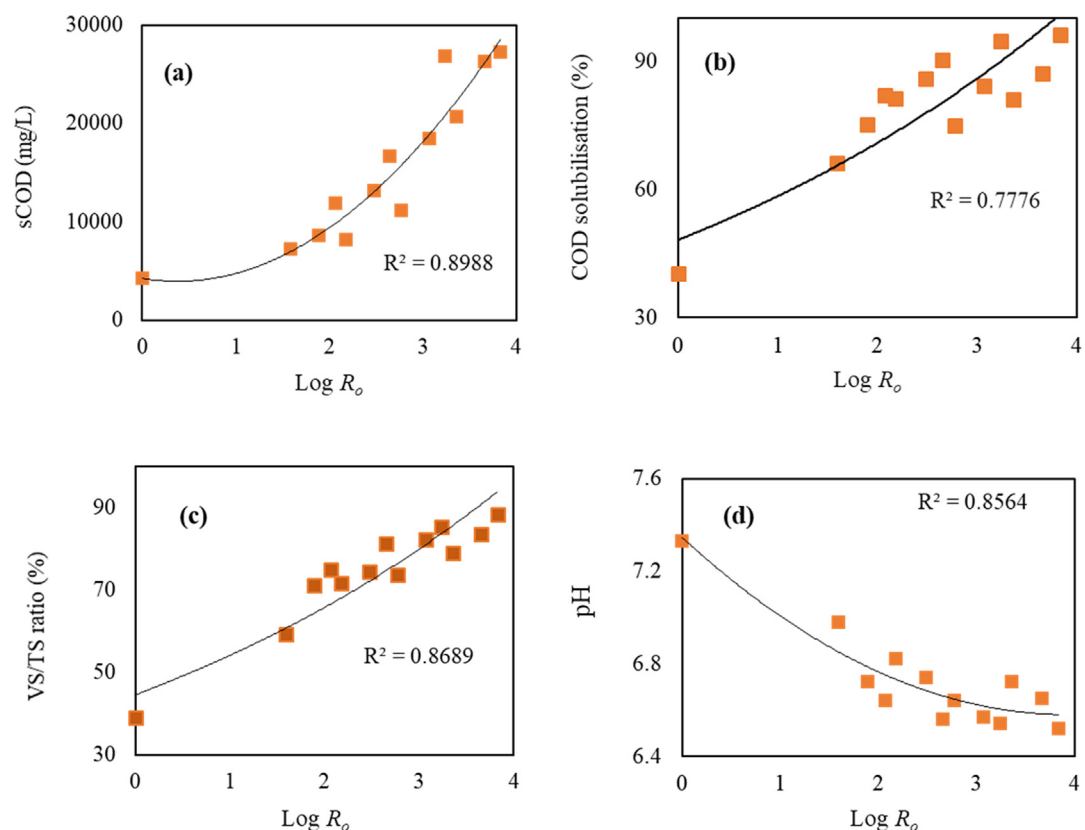 (a)
sCOD (mg/L)
30000
20000
10000
0
R² = 0.8988
0 1 2 3 4
Log Rₒ
(b)
COD solubilisation (%)
90
60
30
R² = 0.7776
0 1 2 3 4
Log Rₒ
(c)
VS/TS ratio (%)
90
70
50
30
R² = 0.8689
0 1 2 3 4
Log Rₒ
(d)
pH
7.6
7.2
6.8
6.4
R² = 0.8564
0 1 2 3 4
Log Rₒ